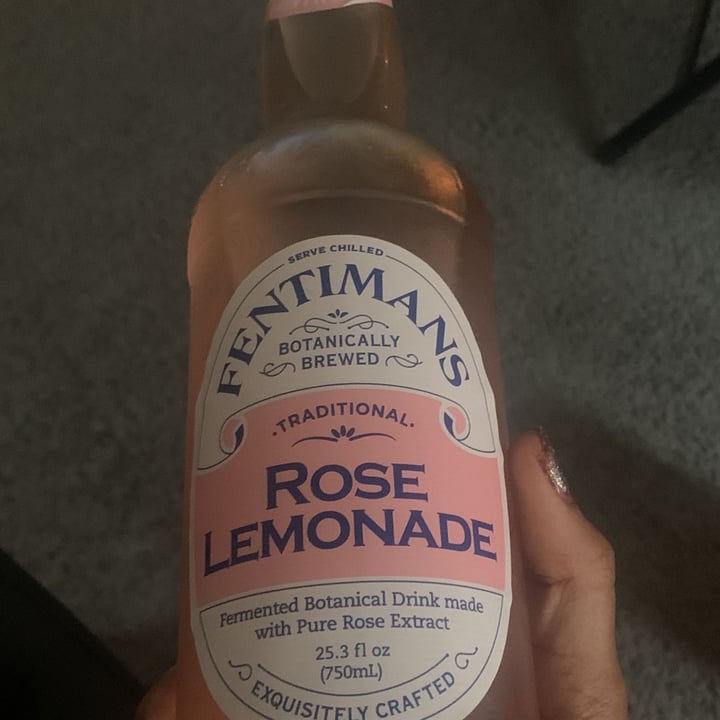 SERVE CHILLED
FENTIMANS
BOTANICALLY
BREWED
·TRADITIONAL·
ROSE
LEMONADE
Fermented Botanical Drink made
with Pure Rose Extract
25.3 fl oz
(750mL)
EXQUISITELY CRAFTED